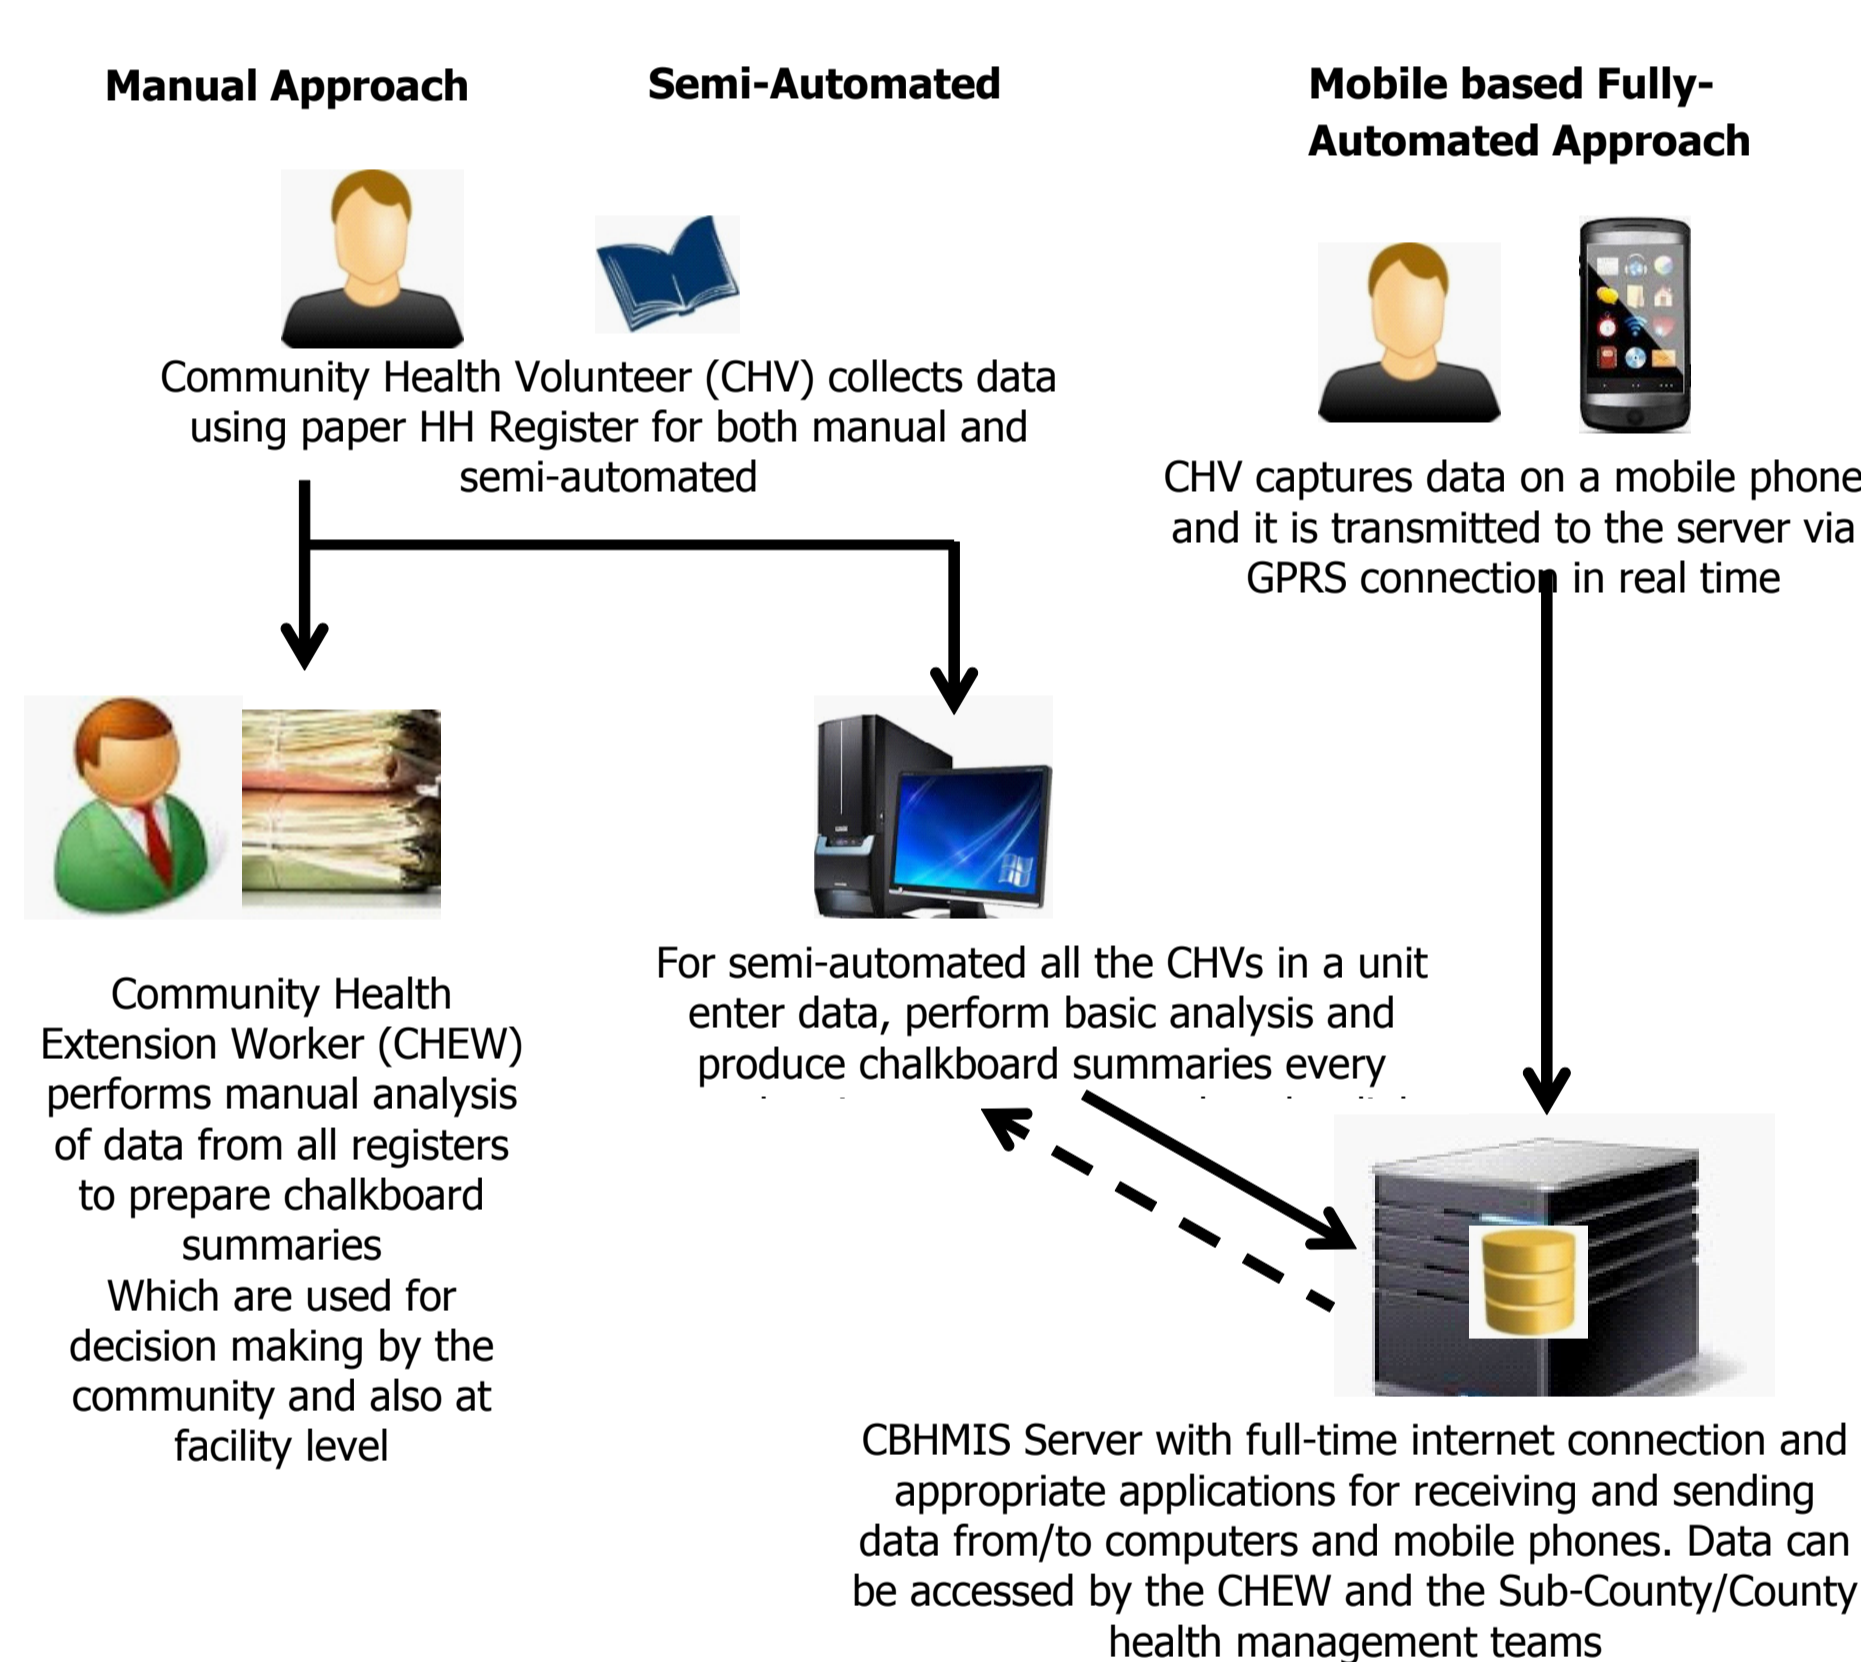 Manual Approach
Semi-Automated
Mobile based Fully-
Automated Approach
Community Health Volunteer (CHV) collects data
using paper HH Register for both manual and
semi-automated
CHV captures data on a mobile phone
and it is transmitted to the server via
GPRS connection in real time
Community Health
Extension Worker (CHEW)
performs manual analysis
of data from all registers
to prepare chalkboard
summaries
Which are used for
decision making by the
community and also at
facility level
For semi-automated all the CHVs in a unit
enter data, perform basic analysis and
produce chalkboard summaries every
CBHMIS Server with full-time internet connection and
appropriate applications for receiving and sending
data from/to computers and mobile phones. Data can
be accessed by the CHEW and the Sub-County/County
health management teams